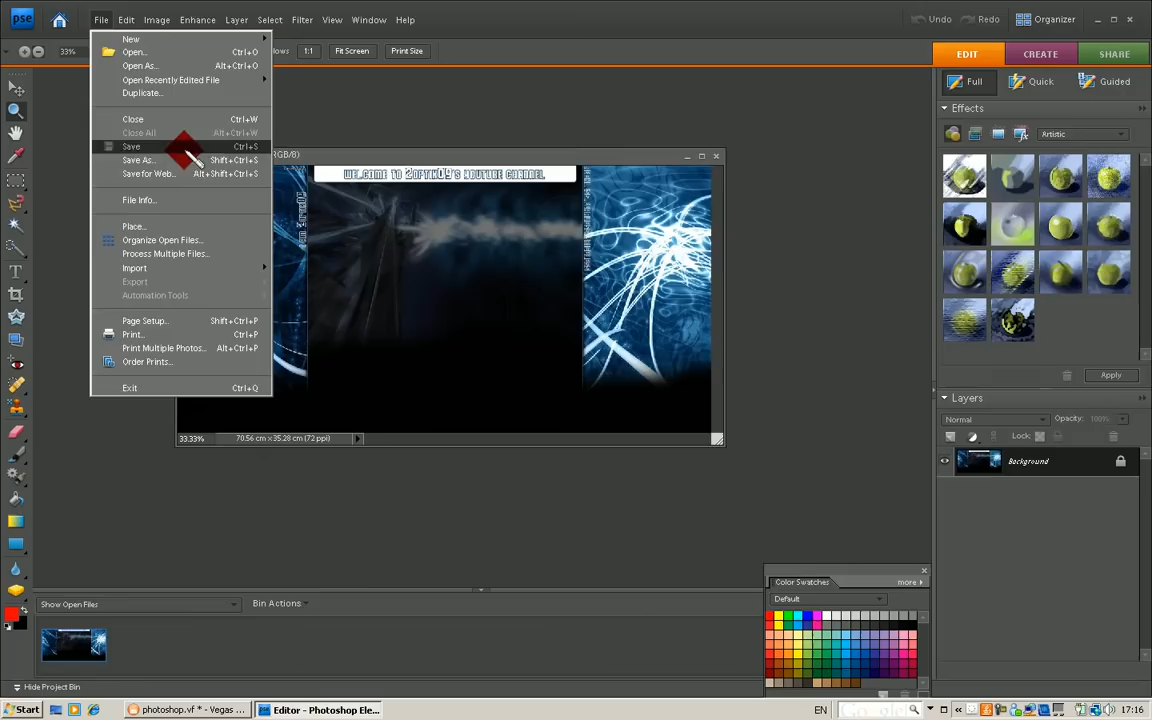 pse File Edit Image Enhance Layer Select Filter View Window Help Undo Redo Organizer
33% 1:1 Fit Screen Print Size EDIT CREATE SHARE
Full Quick Guided
New
Open... Ctrl+O
Open As... Alt+Ctrl+O
Open Recently Edited File
Duplicate...
Close Ctrl+W
Close All Alt+Ctrl+W
Save Ctrl+S
Save As... Shift+Ctrl+S
Save for Web... Alt+Shift+Ctrl+S
File Info...
Place...
Organize Open Files...
Process Multiple Files...
Import
Export
Automation Tools
Page Setup... Shift+Ctrl+P
Print... Ctrl+P
Print Multiple Photos... Alt+Ctrl+P
Order Prints...
Exit Ctrl+Q
RGB/8)
33.33% 70.56 cm x 35.28 cm (72 ppi)
Effects
Artistic
Apply
Layers
Normal Opacity: 100%
Lock:
Background
Color Swatches more
Default
Show Open Files Bin Actions
Hide Project Bin
Start photoshop.vf * - Vegas ... Editor - Photoshop Ele... EN 17:16